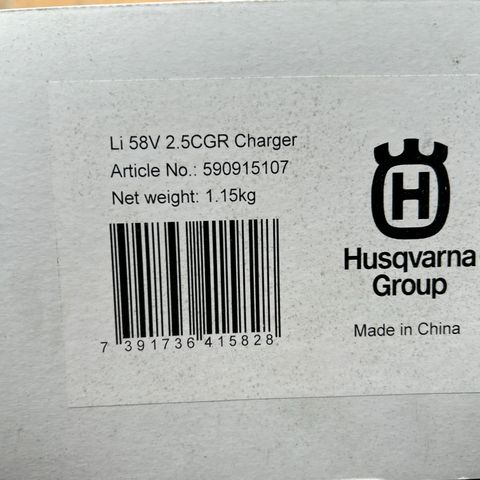 Li 58V 2.5CGR Charger
Article No.: 590915107
Net weight: 1.15kg
7 391736 415828
H
Husqvarna
Group
Made in China